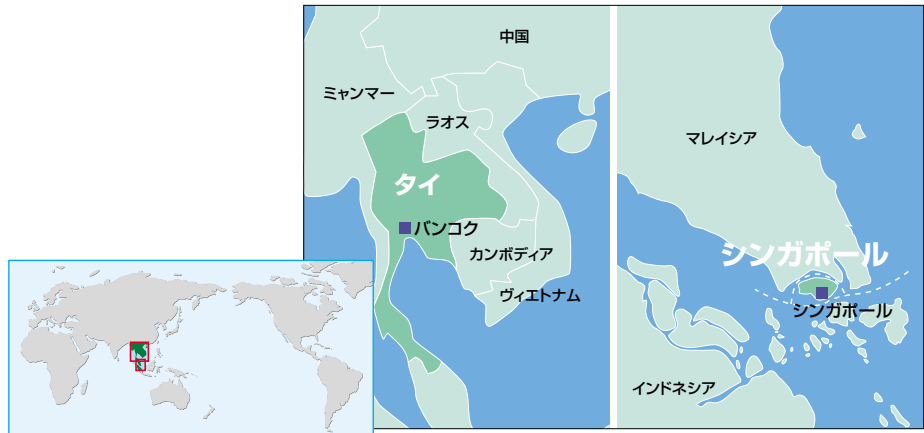 中国
ミャンマー
ラオス
タイ
バンコク
カンボディア
ヴィエトナム
マレイシア
シンガポール
シンガポール
インドネシア